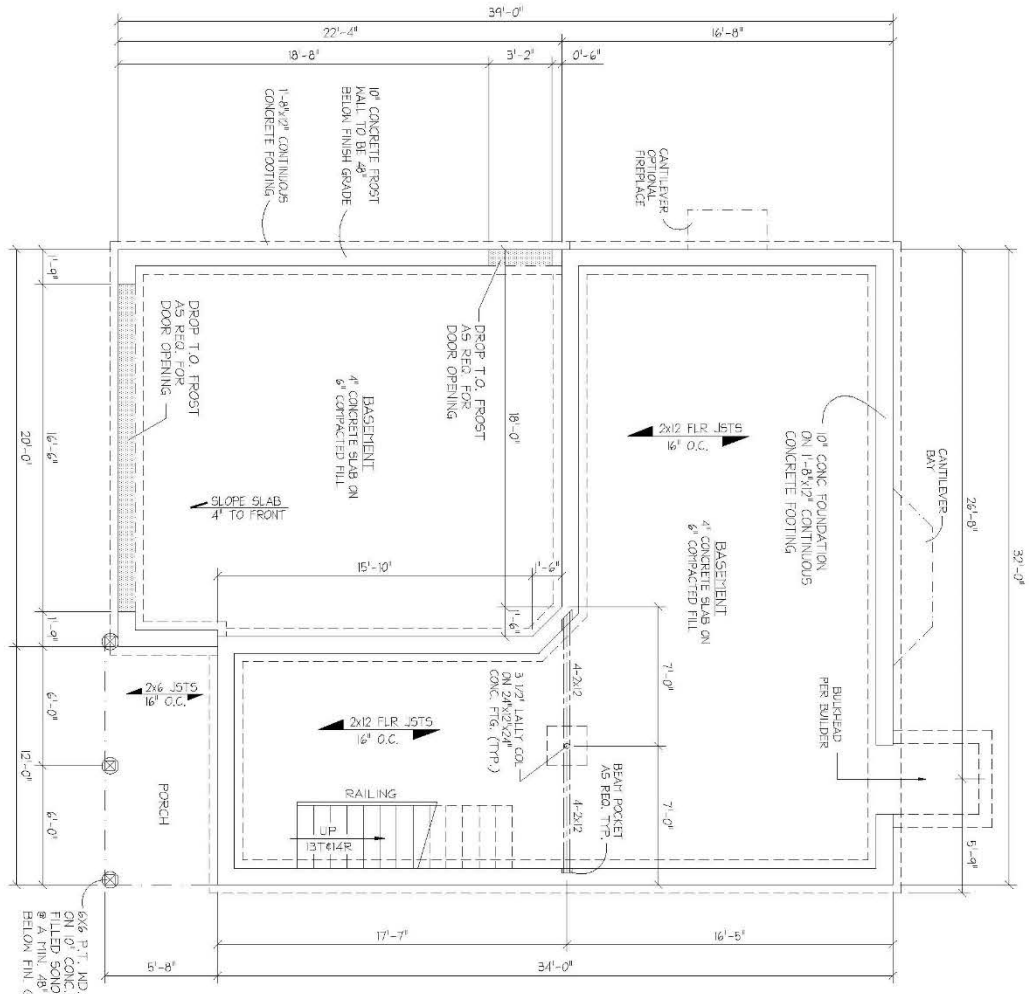 39'-0"
22'-4"
16'-8"
18'-8"
3'-2"
0'-6"
10" CONCRETE FROST
WALL TO BE 48"
BELOW FINISH GRADE
1'-8"x12" CONTINUOUS
CONCRETE FOOTING
CANTILEVER
OPTIONAL
FIREPLACE
1'-9"
16'-6"
20'-0"
1'-9"
6'-0"
12'-0"
6'-0"
DROP T.O. FROST
AS REQ. FOR
DOOR OPENING
DROP T.O. FROST
AS REQ. FOR
DOOR OPENING
BASEMENT
4" CONCRETE SLAB ON
6" COMPACTED FILL
18'-0"
SLOPE SLAB
4" TO FRONT
15'-10"
1'-6"
1'-6"
2x12 FLR JSTS
16" O.C.
10" CONC FOUNDATION
ON 1'-8"x12" CONTINUOUS
CONCRETE FOOTING
CANTILEVER
BAY
BASEMENT
4" CONCRETE SLAB ON
6" COMPACTED FILL
26'-8"
32'-0"
5'-9"
BULKHEAD
PER BUILDER
7'-0"
7'-0"
4-2x12
4-2x12
3 1/2" LALLY COL
ON 24"x12"x24"
CONC. FTG. (TYP.)
BEAM POCKET
AS REQ. TYP.
2x12 FLR JSTS
16" O.C.
2x6 JSTS
16" O.C.
PORCH
RAILING
UP
13T¢14R
17'-7"
16'-5"
5'-8"
34'-0"
6X6 P.T. WD.
ON 10" CONC.
FILLED SONO
@ A MIN. 48"
BELOW FIN.